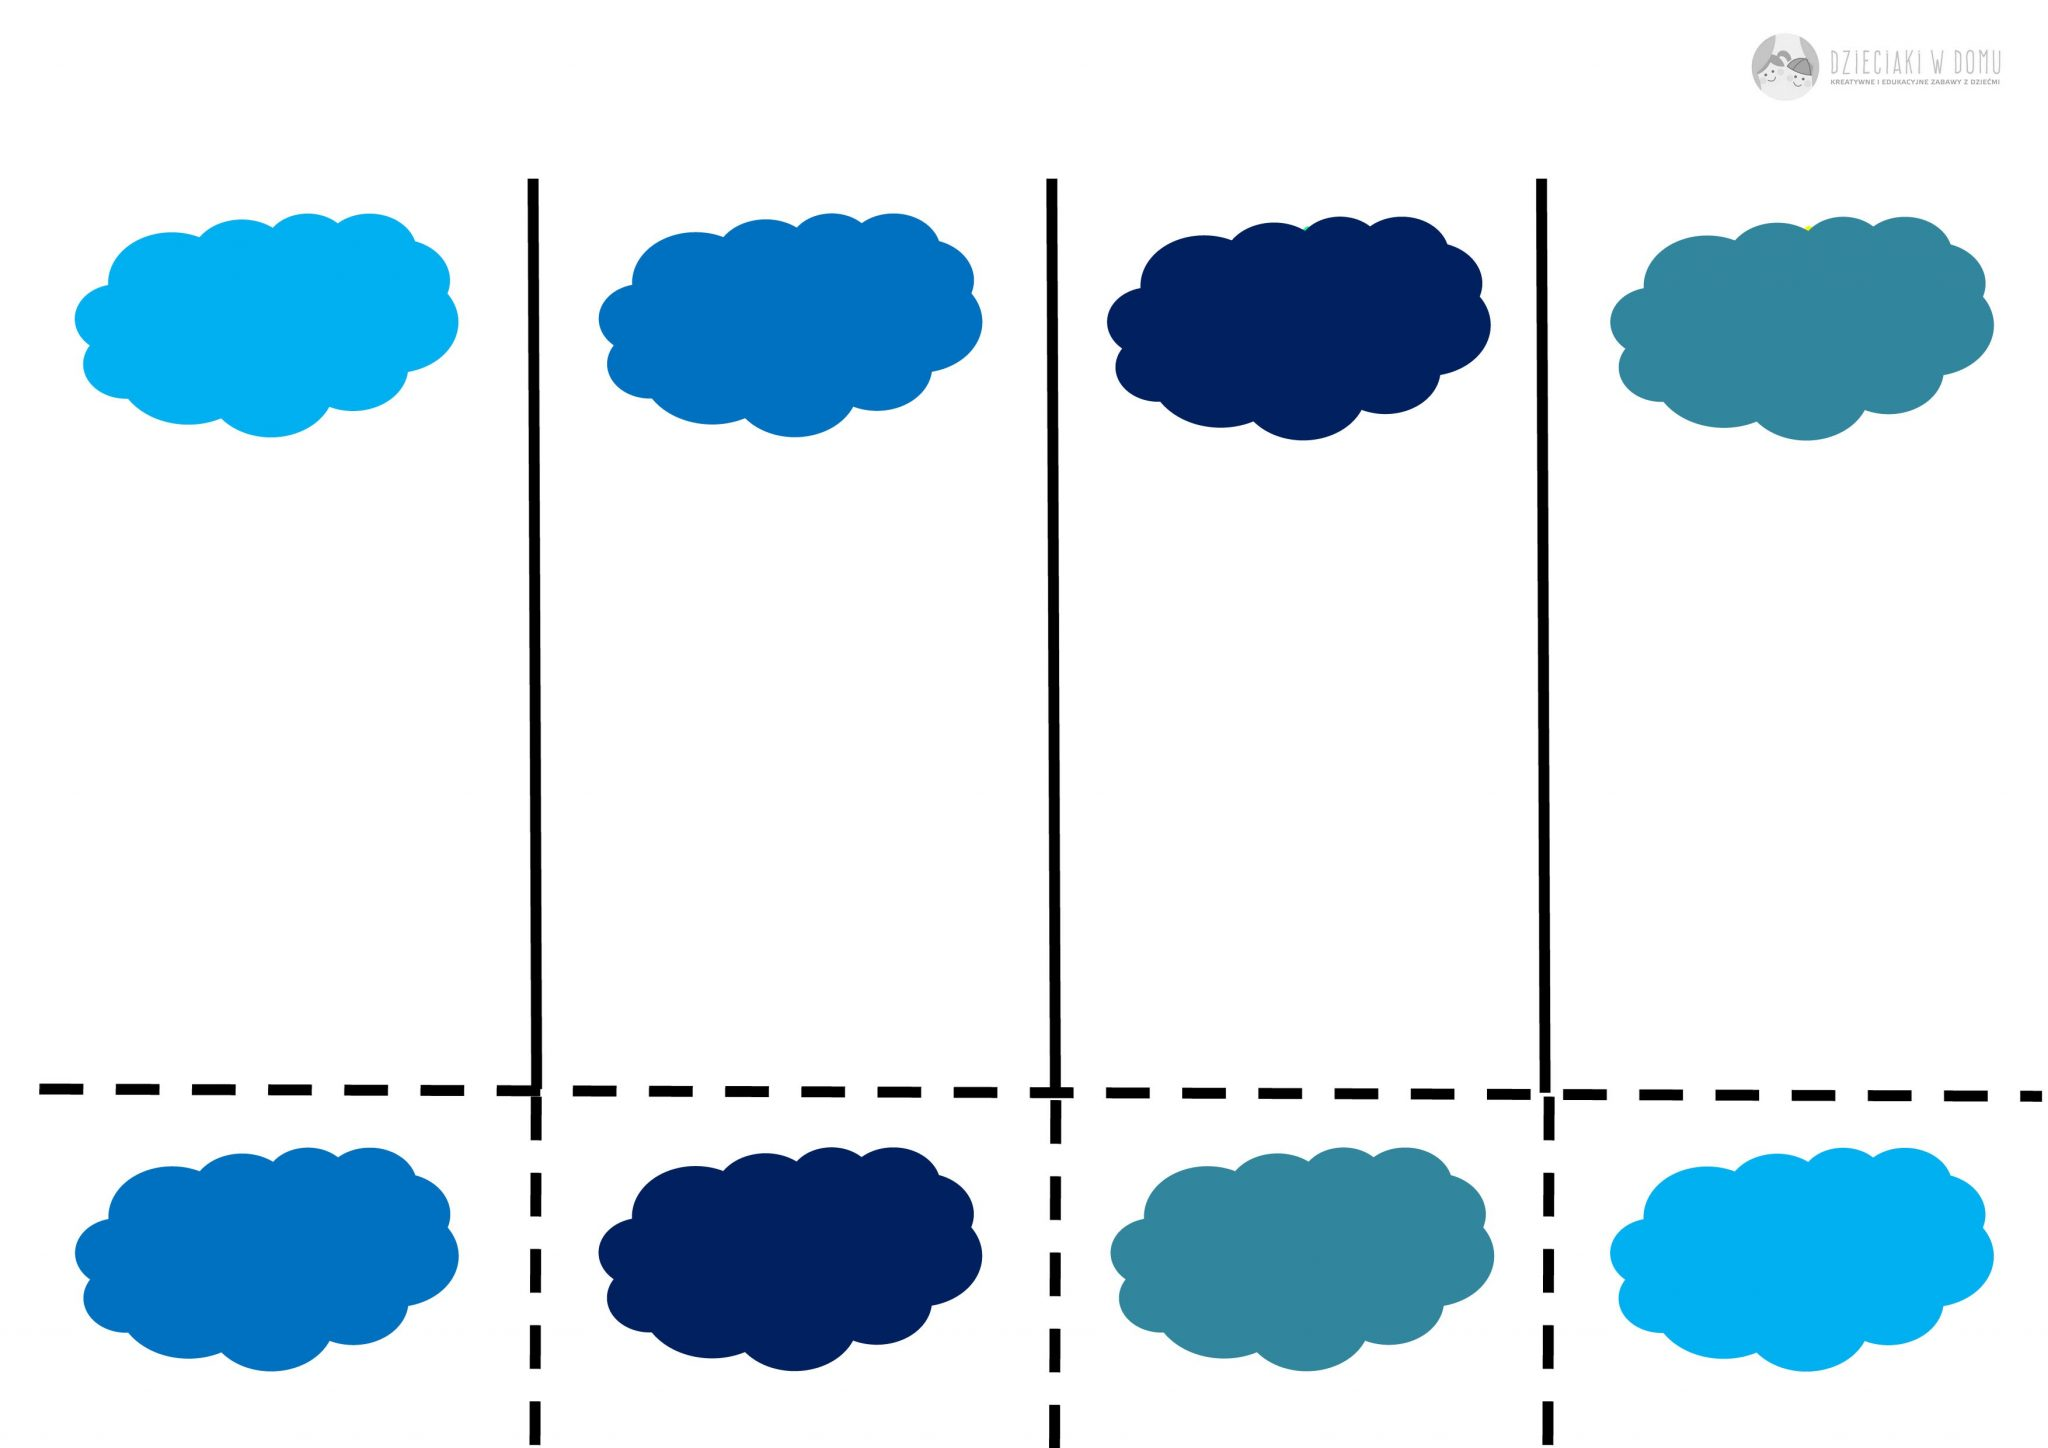 DZIECIAKI W DOMU
KREATYWNE I EDUKACYJNE ZABAWY Z DZIEĆMI